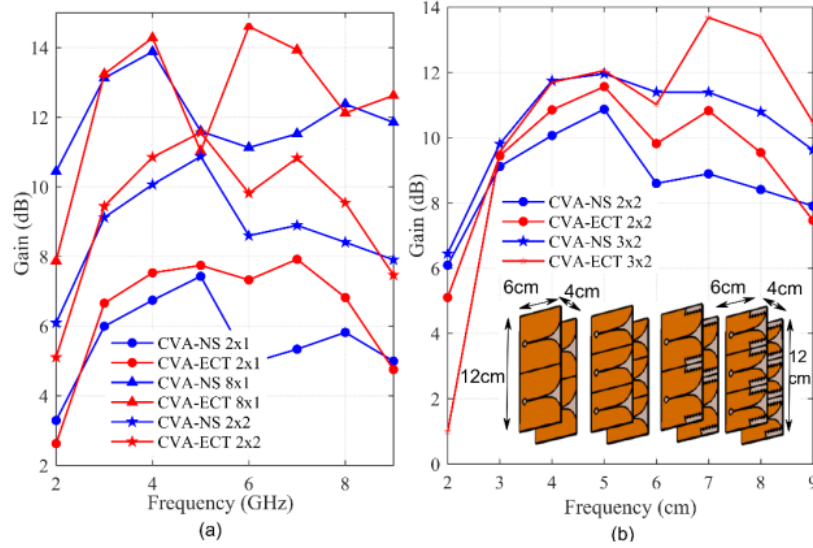 14
12
10
8
6
4
2
Gain (dB)
CVA-NS 2x1
CVA-ECT 2x1
CVA-NS 8x1
CVA-ECT 8x1
CVA-NS 2x2
CVA-ECT 2x2
2 4 6 8
Frequency (GHz)
(a)
14
12
10
8
6
4
2
0
Gain (dB)
CVA-NS 2x2
CVA-ECT 2x2
CVA-NS 3x2
CVA-ECT 3x2
6cm
4cm
6cm
4cm
12cm
12
cm
2 3 4 5 6 7 8 9
Frequency (cm)
(b)